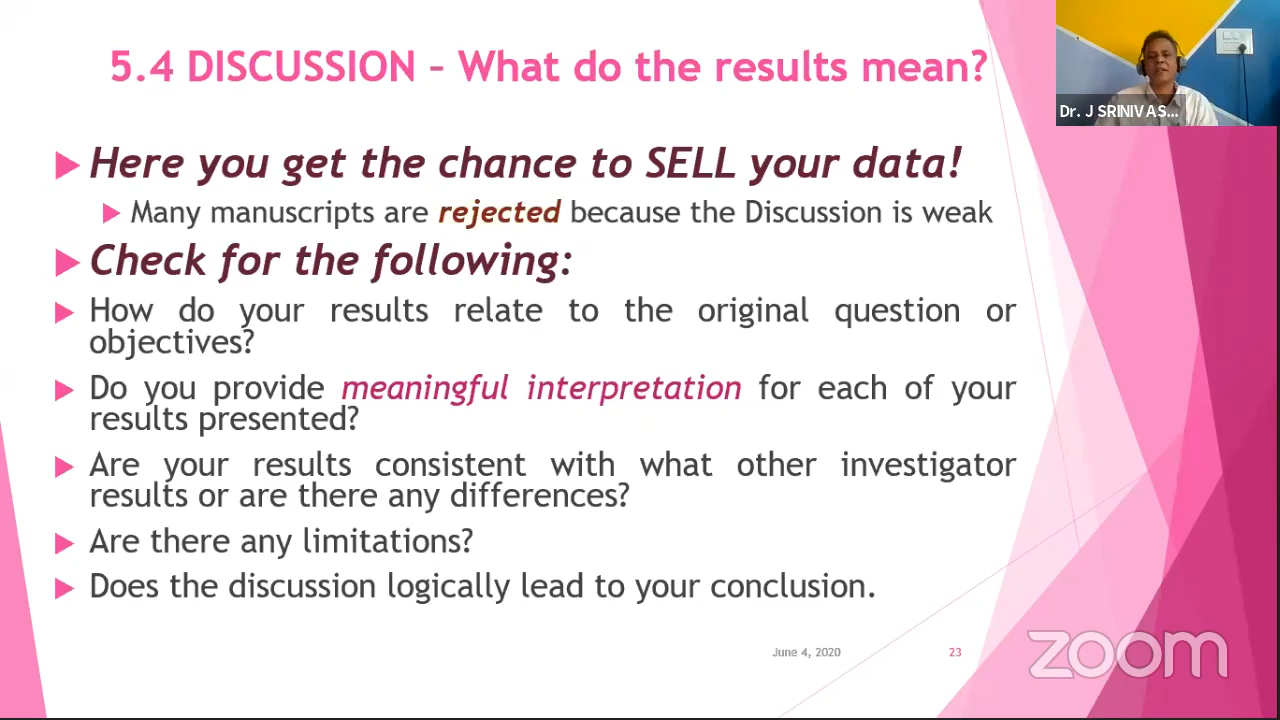 5.4 DISCUSSION – What do the results mean?
Dr. J SRINIVAS...
Here you get the chance to SELL your data!
Many manuscripts are rejected because the Discussion is weak
Check for the following:
How do your results relate to the original question or
objectives?
Do you provide meaningful interpretation for each of your
results presented?
Are your results consistent with what other investigator
results or are there any differences?
Are there any limitations?
Does the discussion logically lead to your conclusion.
June 4, 2020
23
zoom